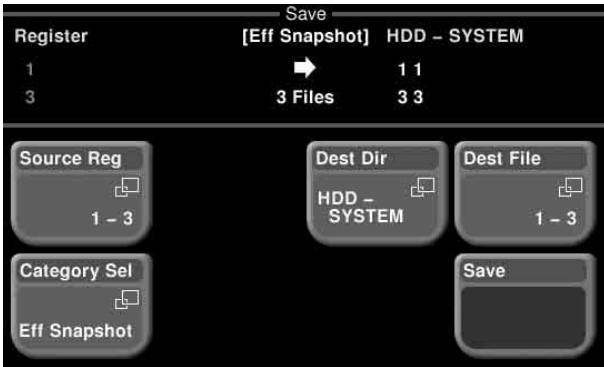 Save
Register [Eff Snapshot] HDD – SYSTEM
1 1 1
3 3 Files 3 3
Source Reg
1 – 3
Dest Dir
HDD –
SYSTEM
Dest File
1 – 3
Category Sel
Eff Snapshot
Save